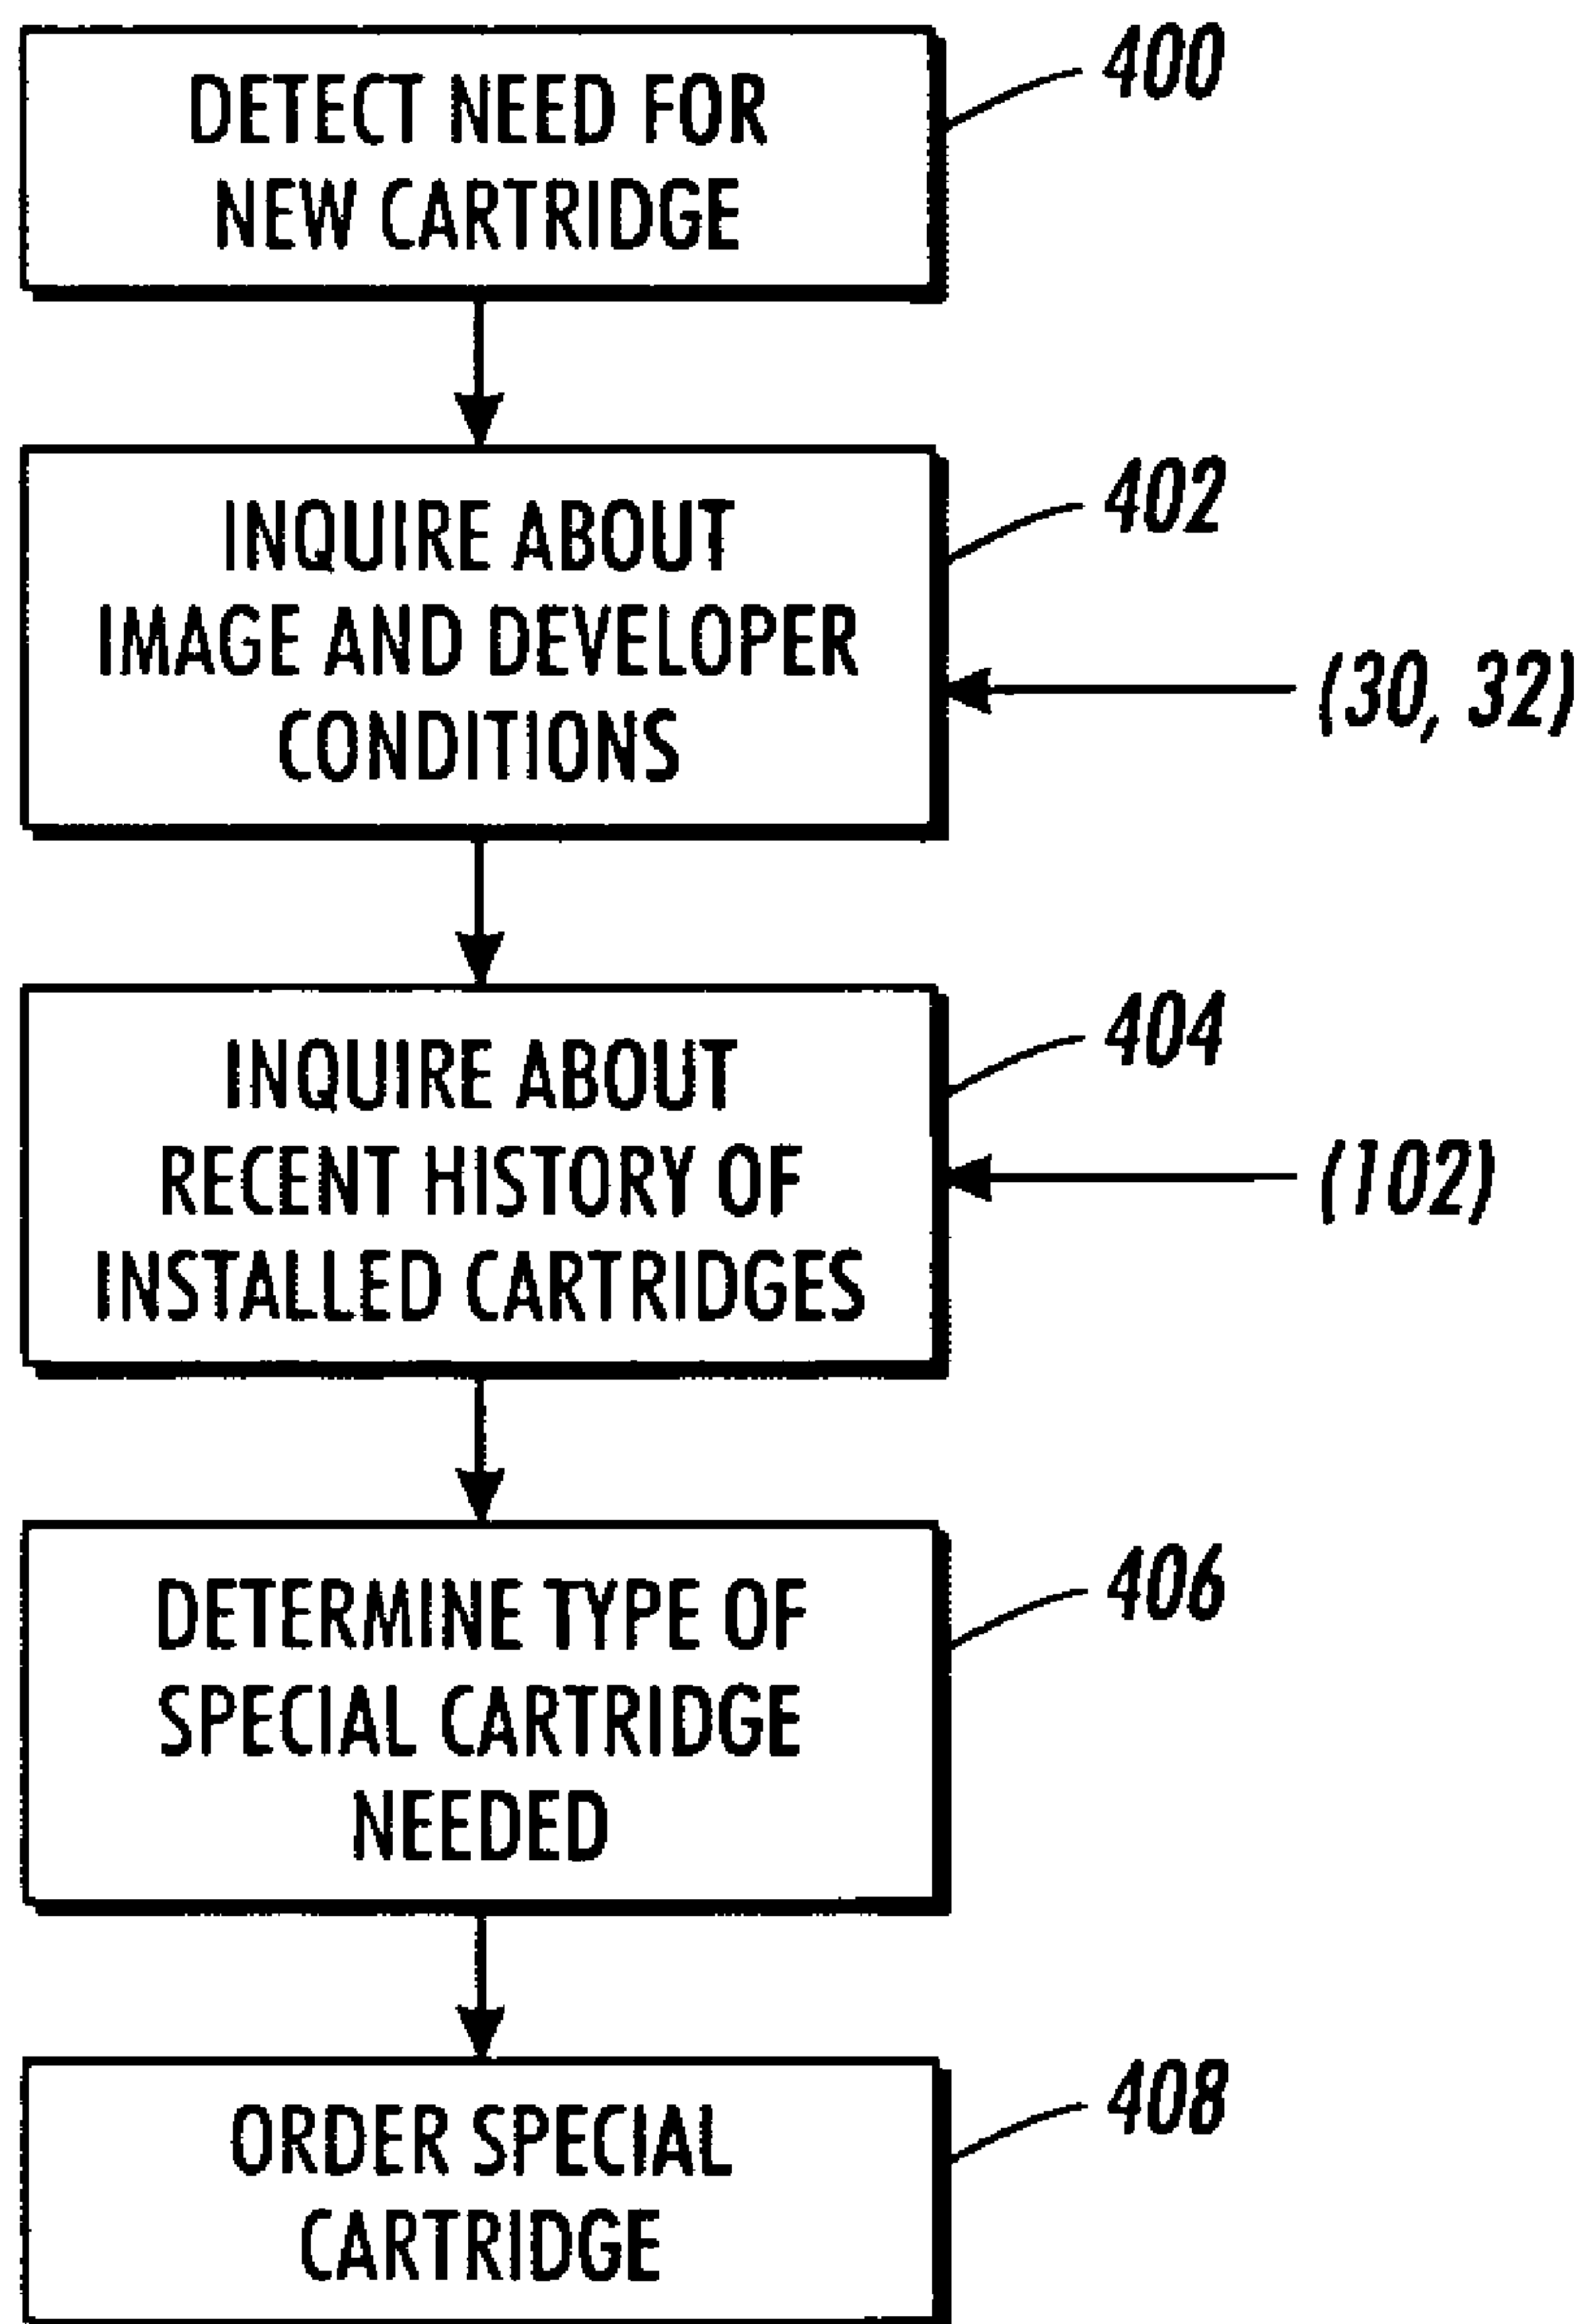 DETECT NEED FOR
NEW CARTRIDGE
400
INQUIRE ABOUT
IMAGE AND DEVELOPER
CONDITIONS
402
(30, 32)
INQUIRE ABOUT
RECENT HISTORY OF
INSTALLED CARTRIDGES
404
(102)
DETERMINE TYPE OF
SPECIAL CARTRIDGE
NEEDED
406
ORDER SPECIAL
CARTRIDGE
408